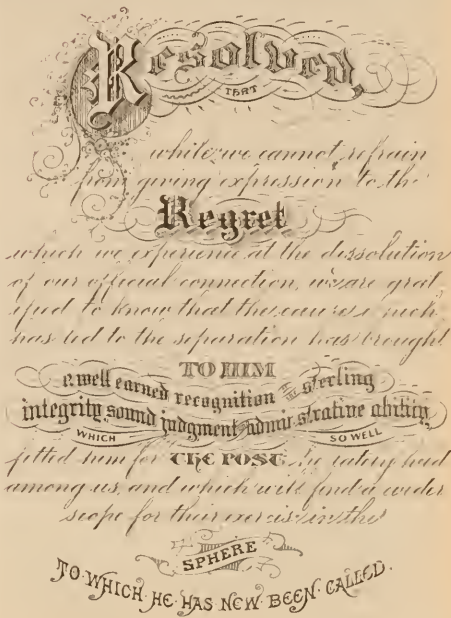 Resolved,
THAT
while we cannot refrain
from giving expression to the
Regret
which we experience at the dissolution
of our official connection, we are grat
ified to know that the cause which
has led to the separation has brought
TO HIM
a well earned recognition OF THE sterling
integrity, sound judgment AND administrative ability,
WHICH SO WELL
fitted him for THE POST he lately held
among us, and which will find a wider
scope for their exercise in the
SPHERE
TO WHICH HE HAS NEW BEEN CALLED.